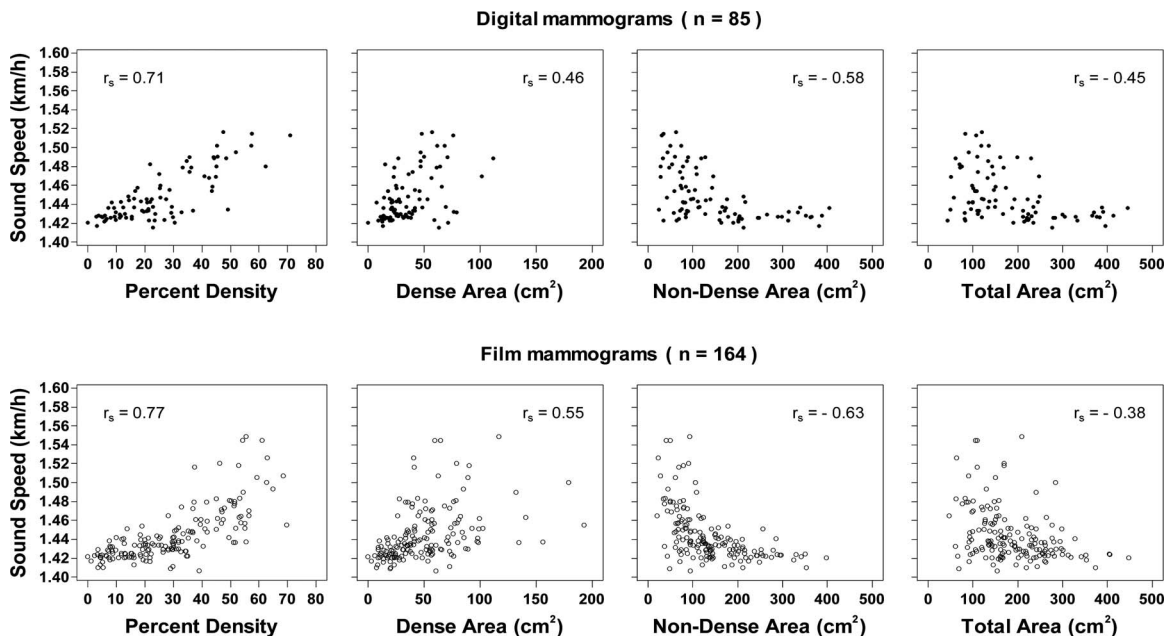 Digital mammograms ( n = 85 )
Sound Speed (km/h)
1.60
1.58
1.56
1.54
1.52
1.50
1.48
1.46
1.44
1.42
1.40
r_s = 0.71
r_s = 0.46
r_s = - 0.58
r_s = - 0.45
0 10 20 30 40 50 60 70 80
0 50 100 150 200
0 100 200 300 400 500
0 100 200 300 400 500
Percent Density
Dense Area (cm²)
Non-Dense Area (cm²)
Total Area (cm²)
Film mammograms ( n = 164 )
Sound Speed (km/h)
1.60
1.58
1.56
1.54
1.52
1.50
1.48
1.46
1.44
1.42
1.40
r_s = 0.77
r_s = 0.55
r_s = - 0.63
r_s = - 0.38
0 10 20 30 40 50 60 70 80
0 50 100 150 200
0 100 200 300 400 500
0 100 200 300 400 500
Percent Density
Dense Area (cm²)
Non-Dense Area (cm²)
Total Area (cm²)